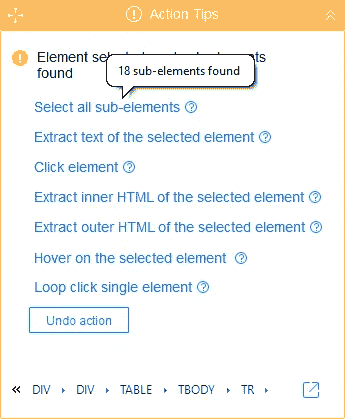 Action Tips
Element sel ements
found
18 sub-elements found
Select all sub-elements
Extract text of the selected element
Click element
Extract inner HTML of the selected element
Extract outer HTML of the selected element
Hover on the selected element
Loop click single element
Undo action
« DIV DIV TABLE TBODY TR